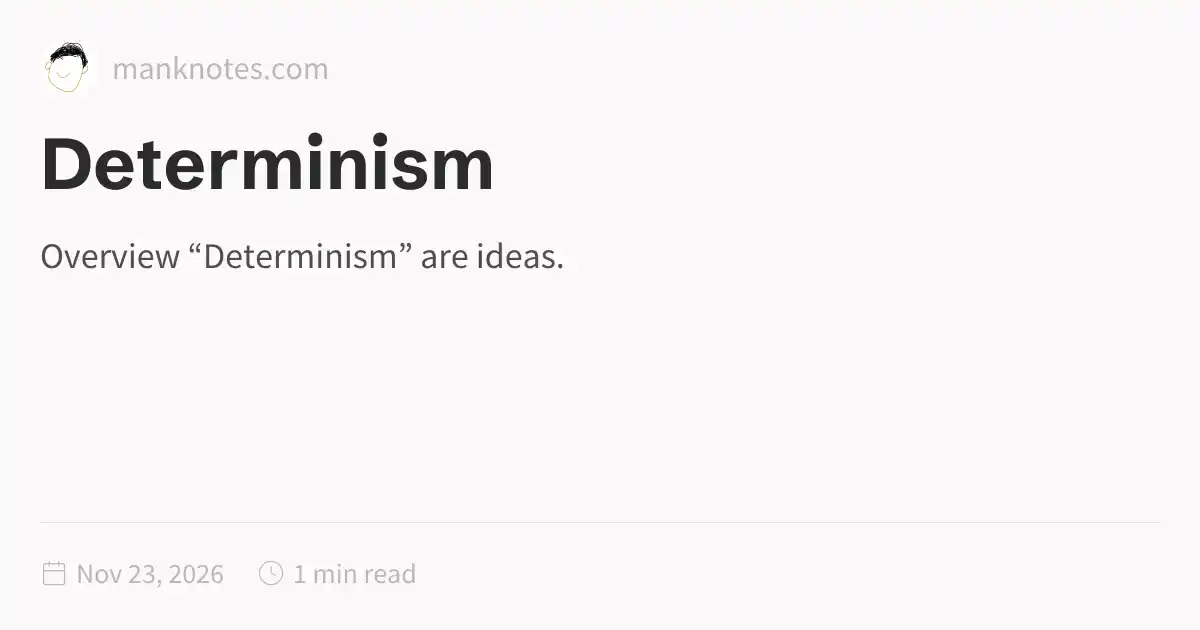 manknotes.com
Determinism
Overview “Determinism” are ideas.
Nov 23, 2026 1 min read